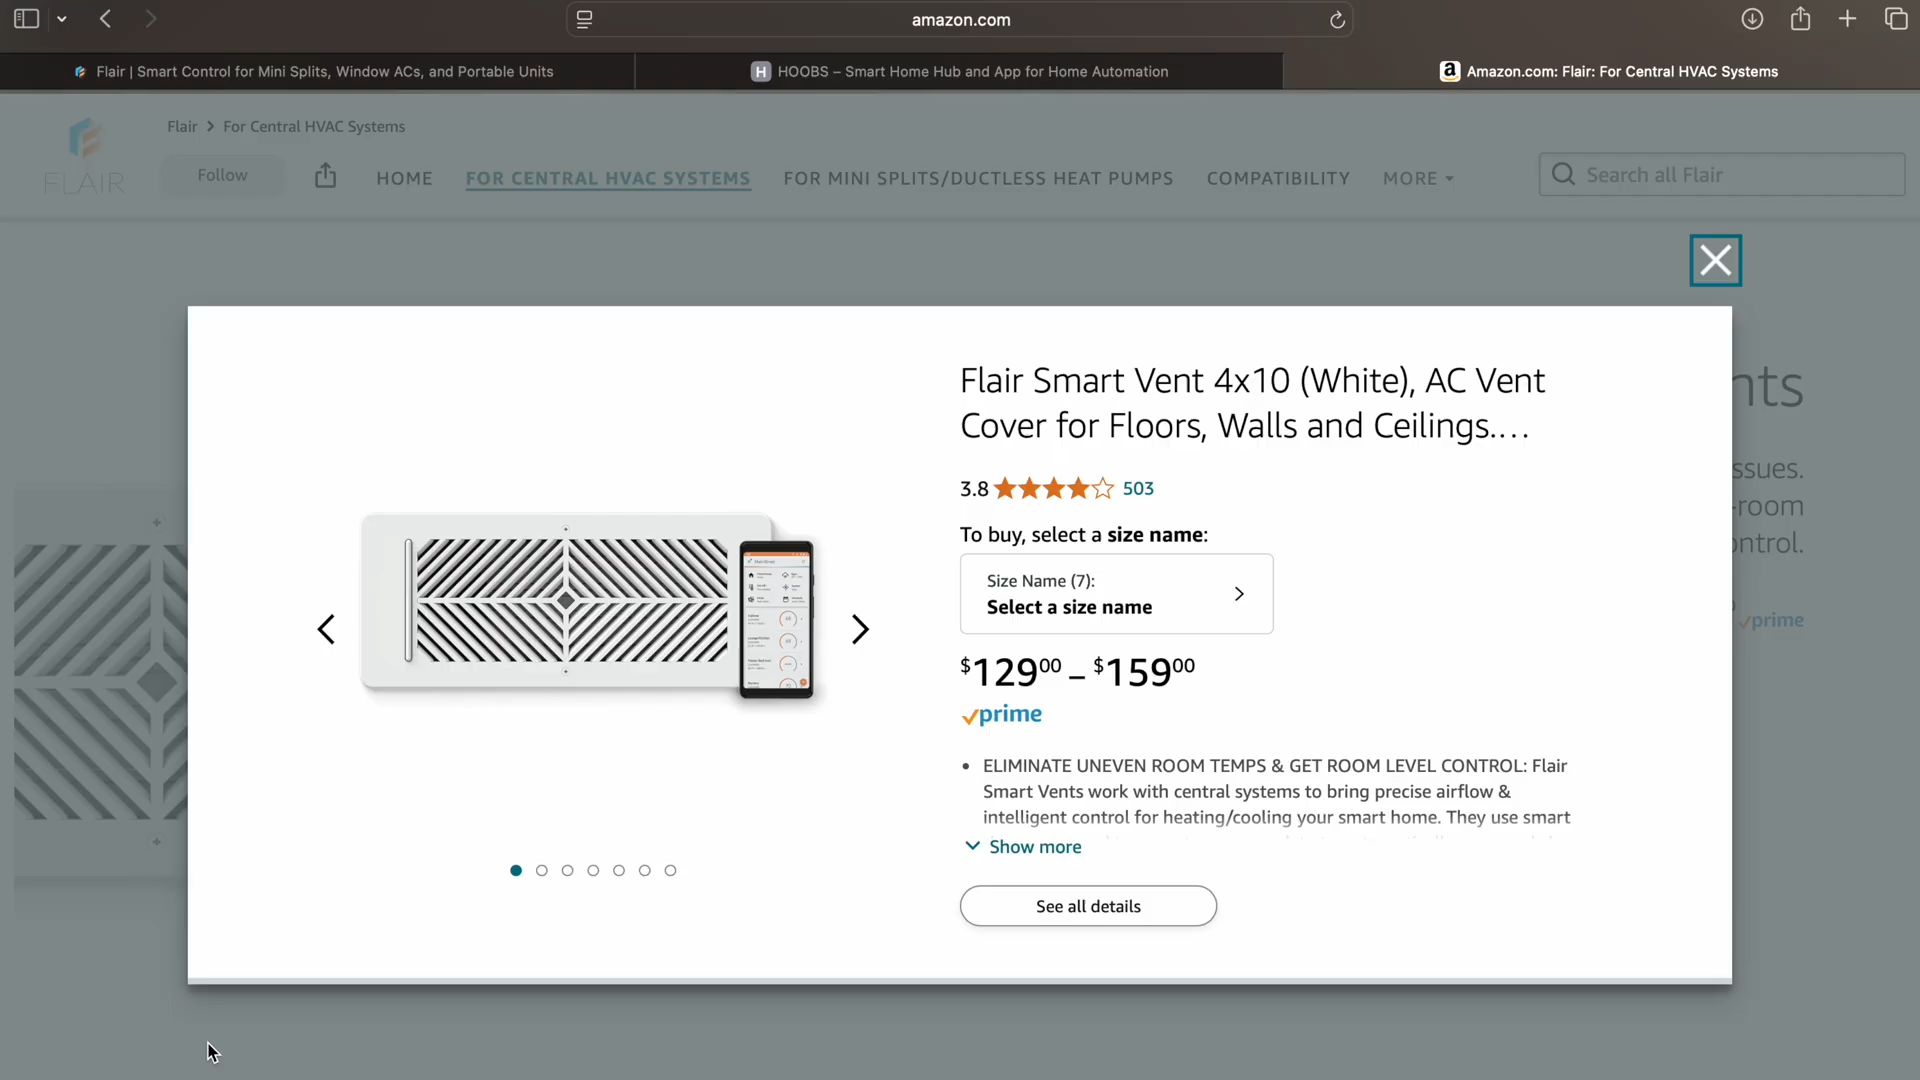 amazon.com
Flair | Smart Control for Mini Splits, Window ACs, and Portable Units
H HOOBS – Smart Home Hub and App for Home Automation
a Amazon.com: Flair: For Central HVAC Systems
FLAIR
Flair > For Central HVAC Systems
Follow
HOME
FOR CENTRAL HVAC SYSTEMS
FOR MINI SPLITS/DUCTLESS HEAT PUMPS
COMPATIBILITY
MORE
Search all Flair
Flair Smart Vent 4x10 (White), AC Vent
Cover for Floors, Walls and Ceilings....
3.8 503
To buy, select a size name:
Size Name (7):
Select a size name
$12900 – $15900
prime
• ELIMINATE UNEVEN ROOM TEMPS & GET ROOM LEVEL CONTROL: Flair
Smart Vents work with central systems to bring precise airflow &
intelligent control for heating/cooling your smart home. They use smart
Show more
See all details
nts
ssues.
-room
ontrol.
prime